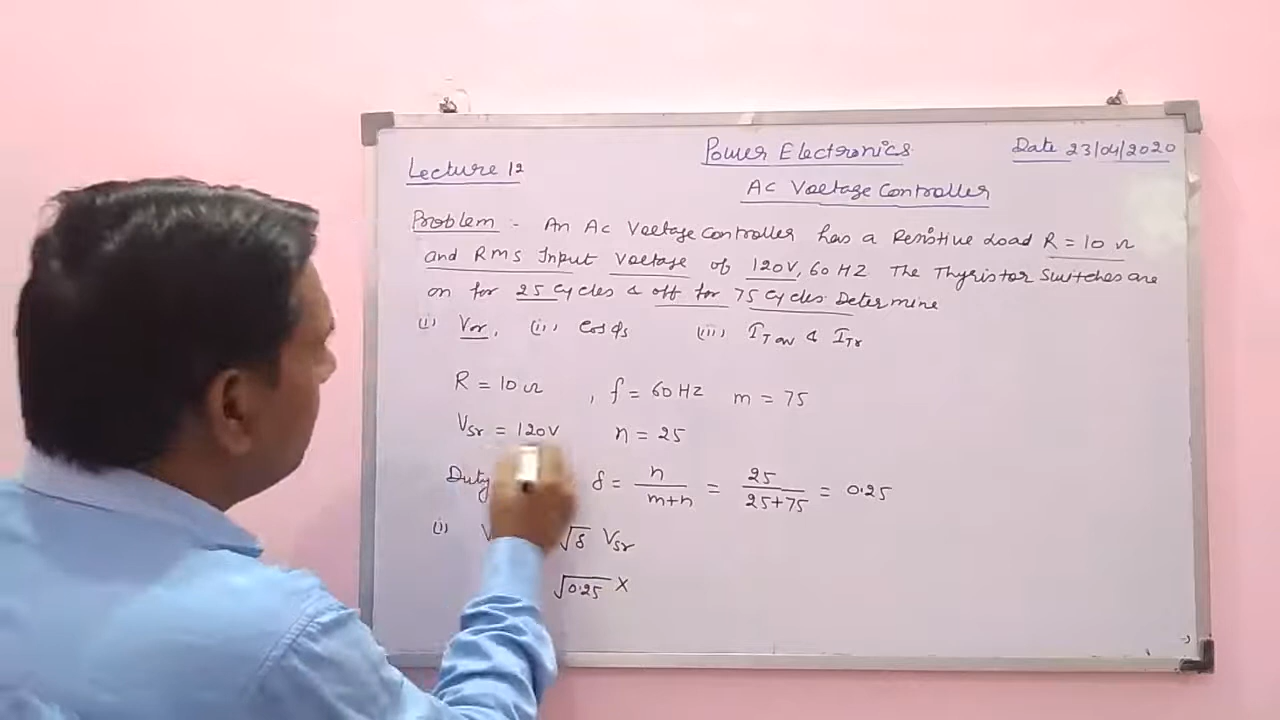 Lecture 12
Power Electronics
Date 23/04/2020
Ac Voltage Controller
Problem - An Ac Voltage Controller has a Resistive Load R = 10 Ω
and RMS Input Voltage of 120V, 60 HZ. The Thyristor Switches are
on for 25 Cycles & off for 75 Cycles. Determine
(i) Vor, (ii) Cos φs (iii) ITav & ITr
R = 10 Ω , f = 60 HZ m = 75
Vsr = 120V n = 25
Duty δ = n / m+n = 25 / 25+75 = 0.25
(i) V √δ Vsr
√0.25 X